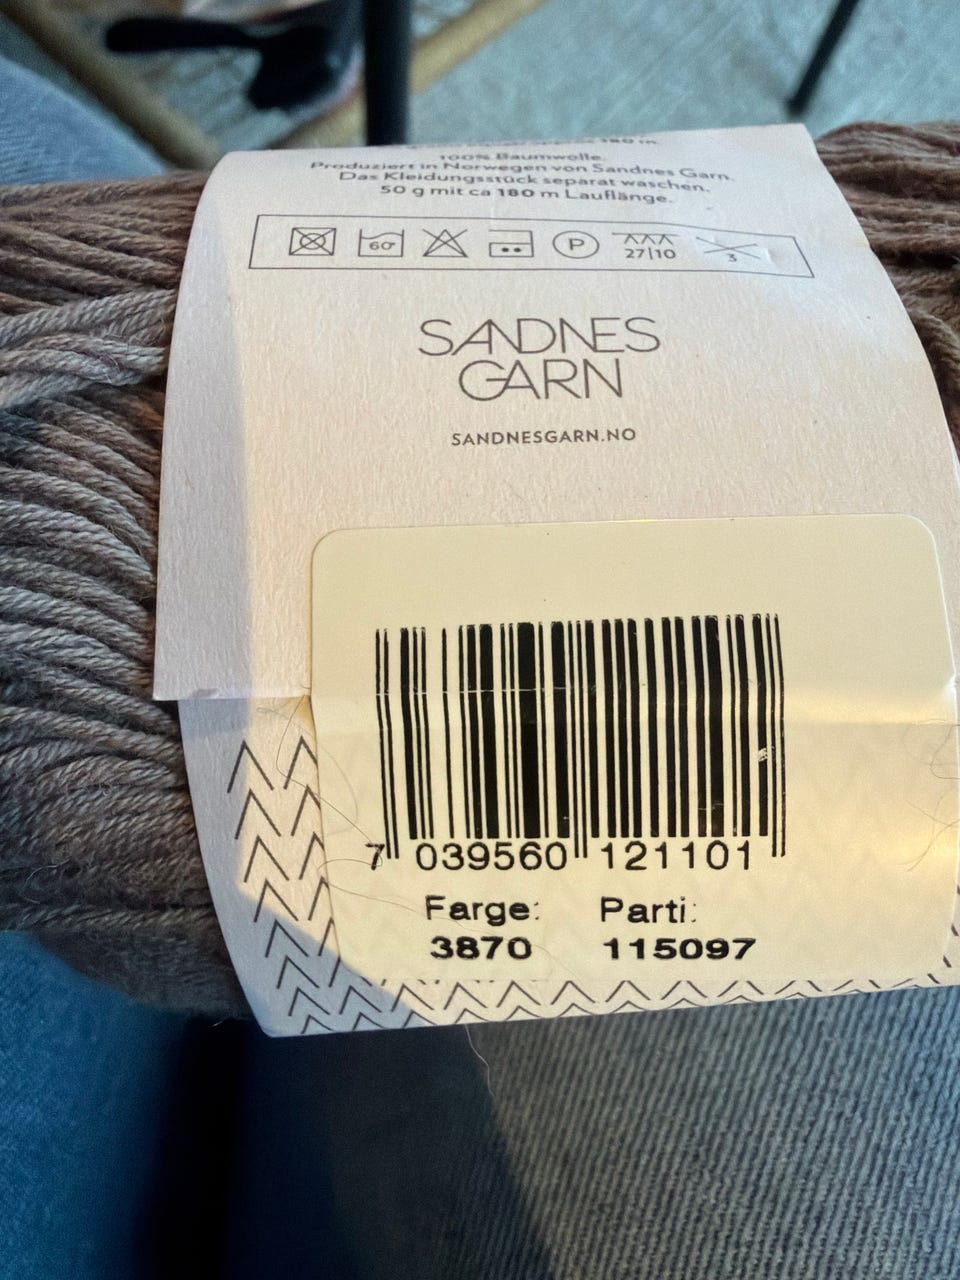 180 m.
100% Baumwolle.
Produziert in Norwegen von Sandnes Garn.
Das Kleidungsstück separat waschen.
50 g mit ca 180 m Lauflänge.
60° P 27|10 3
SANDNES
GARN
SANDNESGARN.NO
7 039560 121101
Farge: Parti:
3870 115097